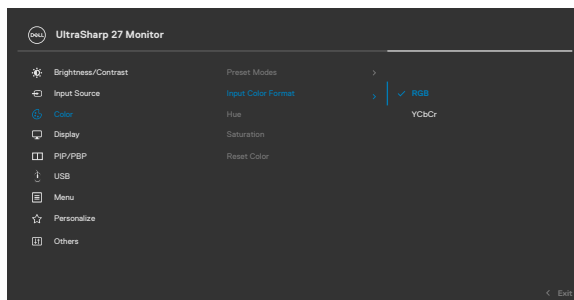 DELL UltraSharp 27 Monitor
Brightness/Contrast Preset Modes >
Input Source Input Color Format > ✓ RGB
Color Hue YCbCr
Display Saturation
PIP/PBP Reset Color
USB
Menu
Personalize
Others
< Exit